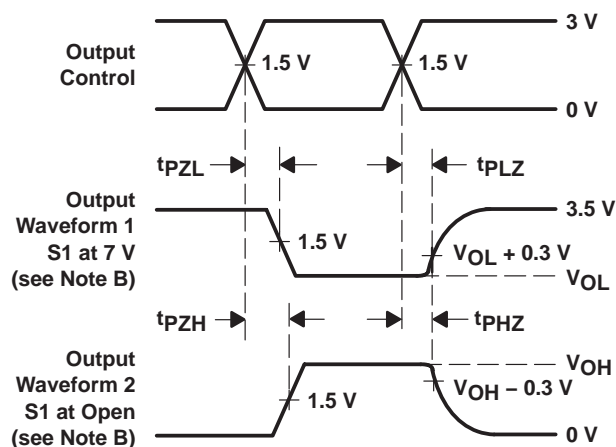 3 V
Output
Control
1.5 V
1.5 V
0 V
tPZL
tPLZ
Output
Waveform 1
S1 at 7 V
(see Note B)
3.5 V
1.5 V
VOL + 0.3 V
VOL
tPZH
tPHZ
Output
Waveform 2
S1 at Open
(see Note B)
VOH
VOH – 0.3 V
1.5 V
0 V